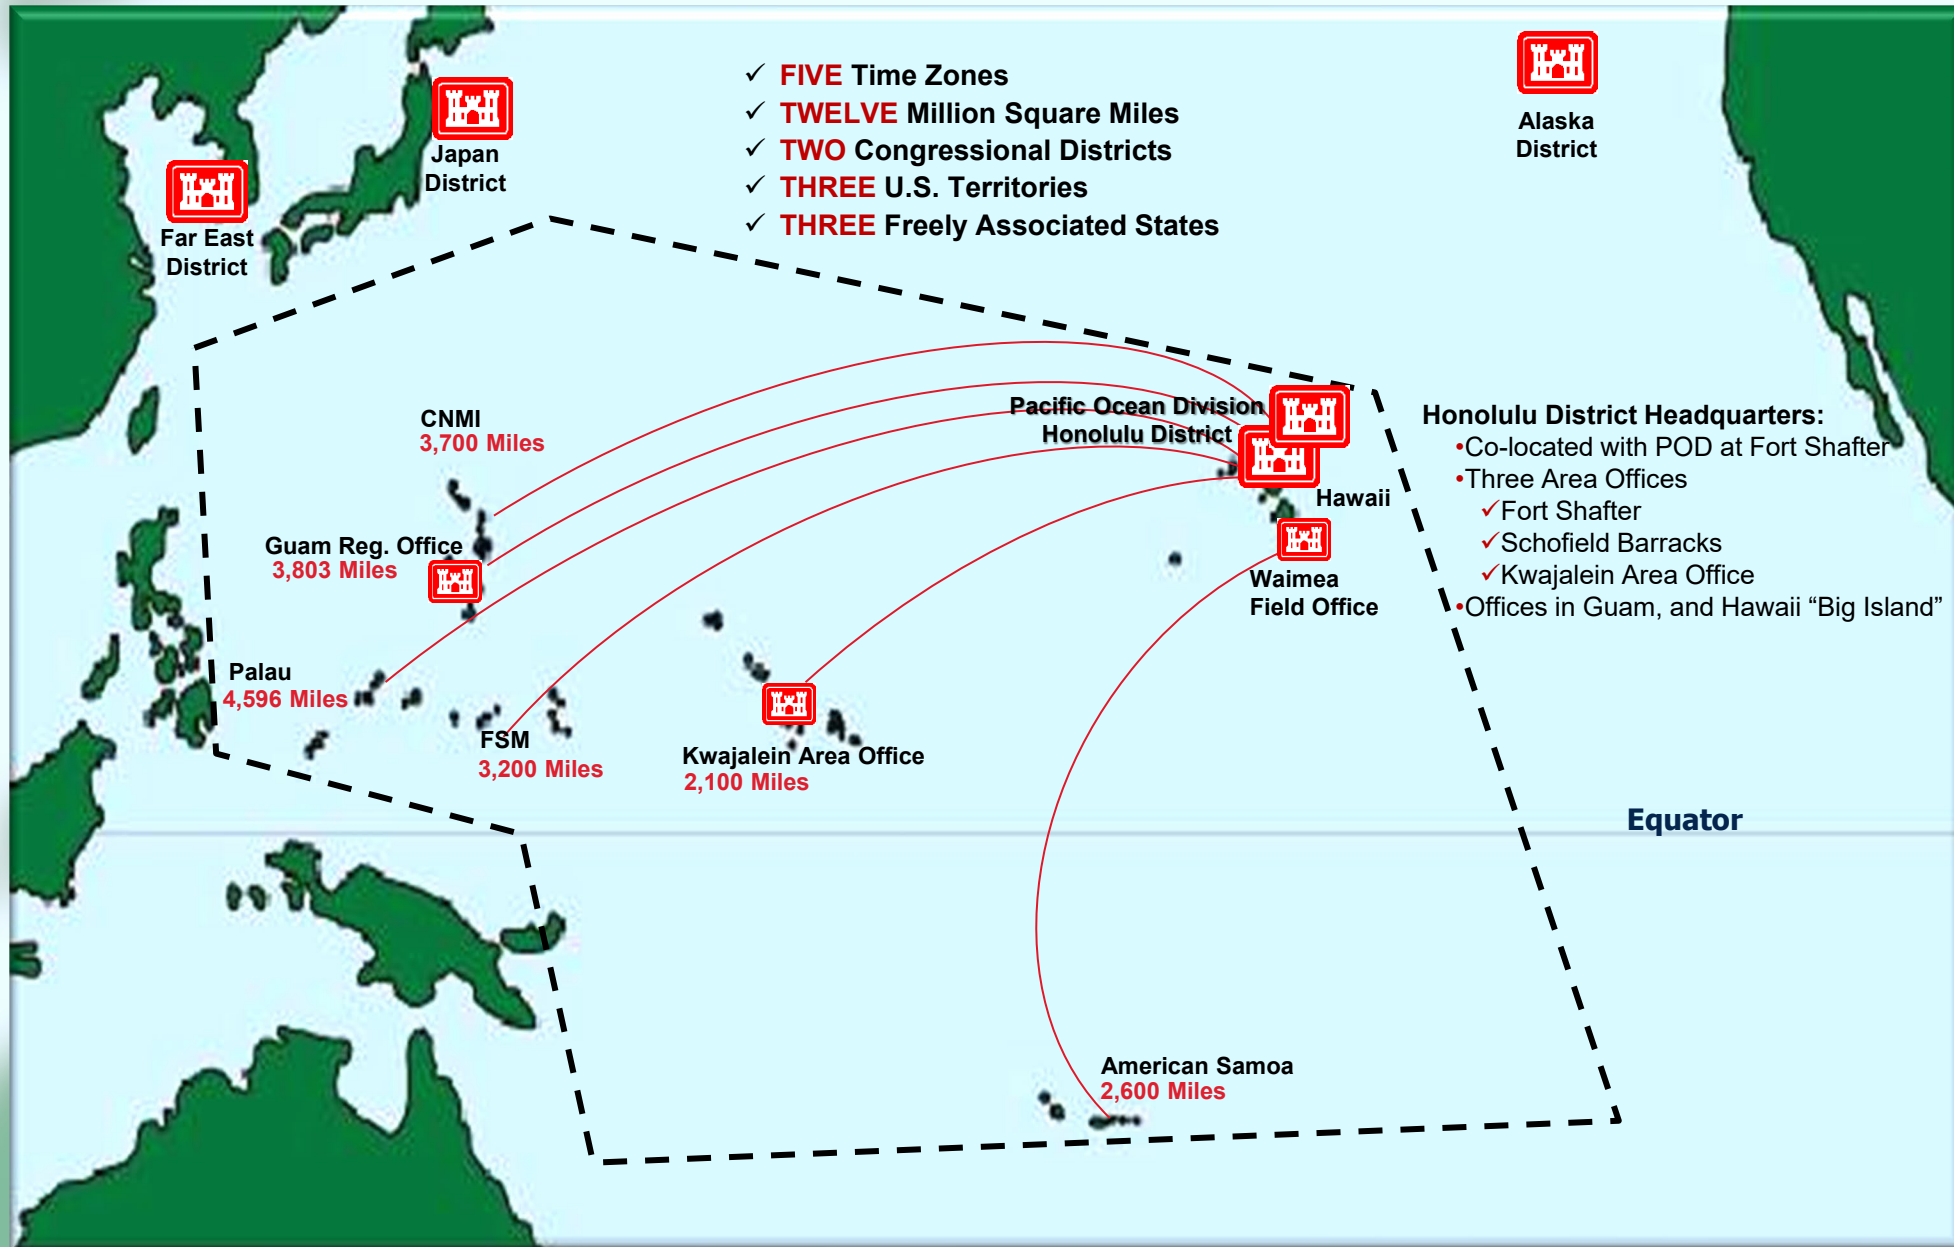 ✓ FIVE Time Zones
✓ TWELVE Million Square Miles
✓ TWO Congressional Districts
✓ THREE U.S. Territories
✓ THREE Freely Associated States
Alaska
District
Japan
District
Far East
District
CNMI
3,700 Miles
Pacific Ocean Division
Honolulu District
Hawaii
Honolulu District Headquarters:
•Co-located with POD at Fort Shafter
•Three Area Offices
✓Fort Shafter
✓Schofield Barracks
✓Kwajalein Area Office
•Offices in Guam, and Hawaii “Big Island”
Guam Reg. Office
3,803 Miles
Waimea
Field Office
Palau
4,596 Miles
FSM
3,200 Miles
Kwajalein Area Office
2,100 Miles
Equator
American Samoa
2,600 Miles